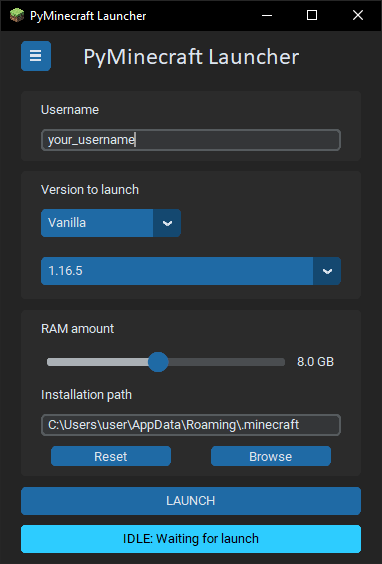 PyMinecraft Launcher
PyMinecraft Launcher
Username
your_username
Version to launch
Vanilla
1.16.5
RAM amount
8.0 GB
Installation path
C:\Users\user\AppData\Roaming\.minecraft
Reset Browse
LAUNCH
IDLE: Waiting for launch